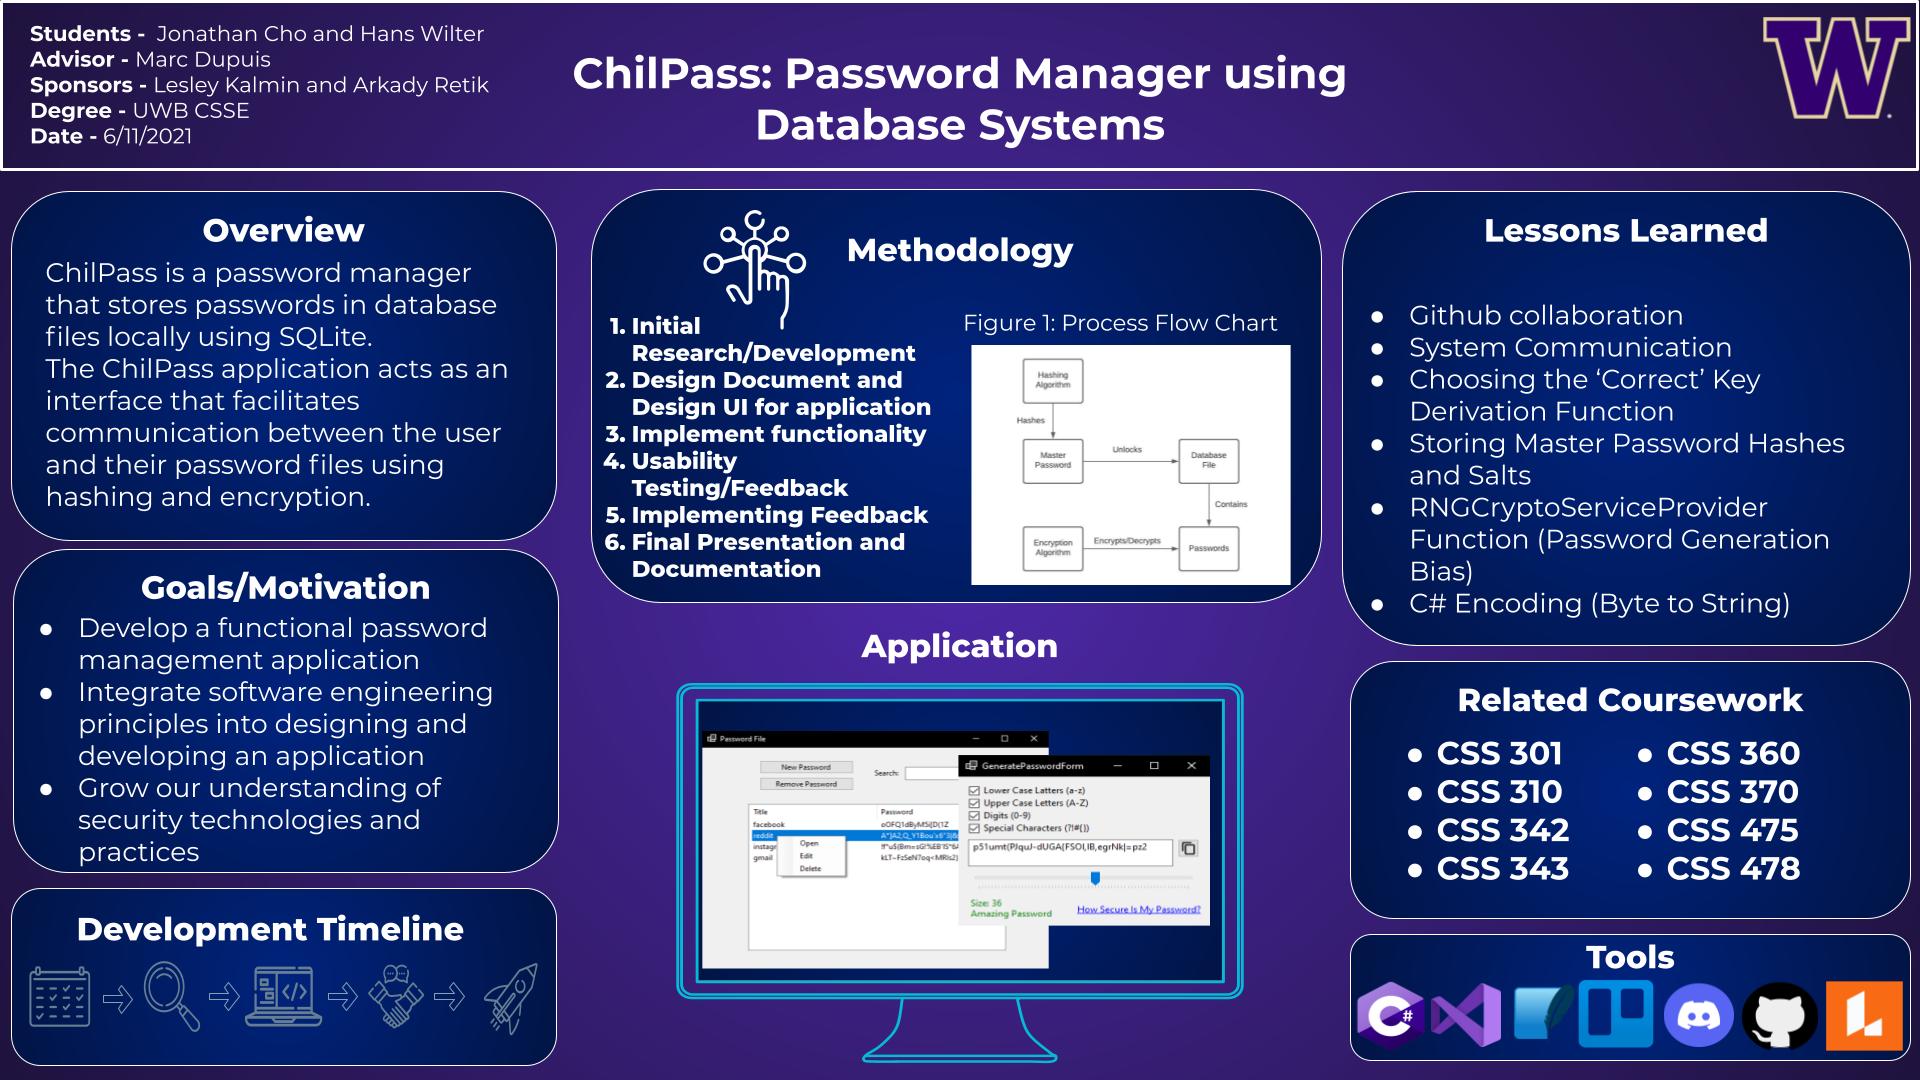 Students - Jonathan Cho and Hans Wilter
Advisor - Marc Dupuis
Sponsors - Lesley Kalmin and Arkady Retik
Degree - UWB CSSE
Date - 6/11/2021
ChilPass: Password Manager using
Database Systems
W
Overview
ChilPass is a password manager
that stores passwords in database
files locally using SQLite.
The ChilPass application acts as an
interface that facilitates
communication between the user
and their password files using
hashing and encryption.
Goals/Motivation
● Develop a functional password
management application
● Integrate software engineering
principles into designing and
developing an application
● Grow our understanding of
security technologies and
practices
Development Timeline
Methodology
1. Initial
Research/Development
2. Design Document and
Design UI for application
3. Implement functionality
4. Usability
Testing/Feedback
5. Implementing Feedback
6. Final Presentation and
Documentation
Figure 1: Process Flow Chart
Hashing
Algorithm
Hashes
Master
Password
Unlocks
Database
File
Contains
Encryption
Algorithm
Encrypts/Decrypts
Passwords
Application
Password File
New Password
Remove Password
Search:
Title Password
facebook
reddit
instagr
gmail
Open
Edit
Delete
GeneratePasswordForm
Lower Case Latters (a-z)
Upper Case Letters (A-Z)
Digits (0-9)
Special Characters (?!#{})
Size: 36
Amazing Password
How Secure Is My Password?
Lessons Learned
● Github collaboration
● System Communication
● Choosing the ‘Correct’ Key
Derivation Function
● Storing Master Password Hashes
and Salts
● RNGCryptoServiceProvider
Function (Password Generation
Bias)
● C# Encoding (Byte to String)
Related Coursework
● CSS 301
● CSS 310
● CSS 342
● CSS 343
● CSS 360
● CSS 370
● CSS 475
● CSS 478
Tools
C#